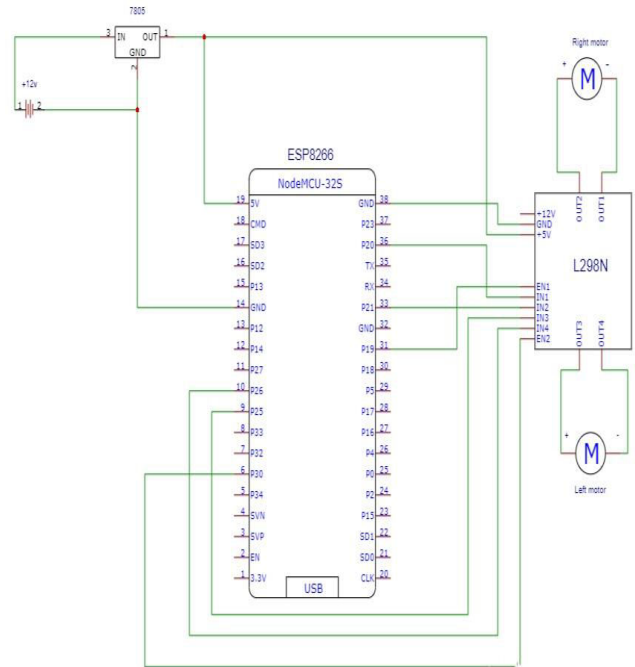 7805
3 IN OUT 1
GND
2
+12v
1 2
Right motor
+ -
M
ESP8266
NodeMCU-32S
19 5V GND 38
18 CMD P23 37
17 SD3 P20 36
16 SD2 TX 35
15 P13 RX 34
14 GND P21 33
13 P12 GND 32
12 P14 P19 31
11 P27 P18 30
10 P26 P5 29
9 P25 P17 28
8 P33 P16 27
7 P32 P4 26
6 P30 P0 25
5 P34 P2 24
4 SVN P15 23
3 SVP SD1 22
2 EN SD0 21
1 3.3V CLK 20
USB
OUT2 OUT1
+12V
GND
+5V
L298N
EN1
IN1
IN2
IN3
IN4
EN2
OUT3 OUT4
+ -
M
Left motor